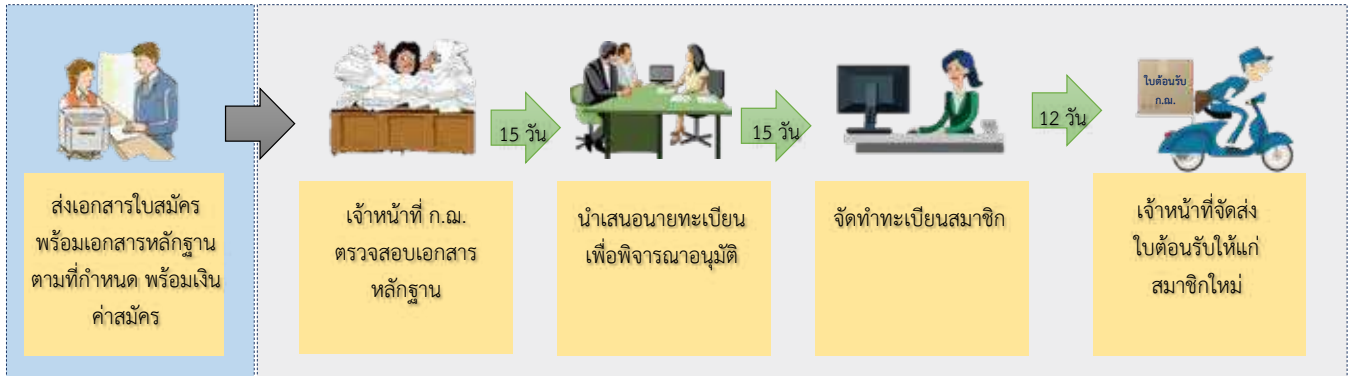 ใบต้อนรับ
ก.ฌ.
15 วัน
15 วัน
12 วัน
ส่งเอกสารใบสมัคร
พร้อมเอกสารหลักฐาน
ตามที่กำหนด พร้อมเงิน
ค่าสมัคร
เจ้าหน้าที่ ก.ฌ.
ตรวจสอบเอกสาร
หลักฐาน
นำเสนอนายทะเบียน
เพื่อพิจารณาอนุมัติ
จัดทำทะเบียนสมาชิก
เจ้าหน้าที่จัดส่ง
ใบต้อนรับให้แก่
สมาชิกใหม่